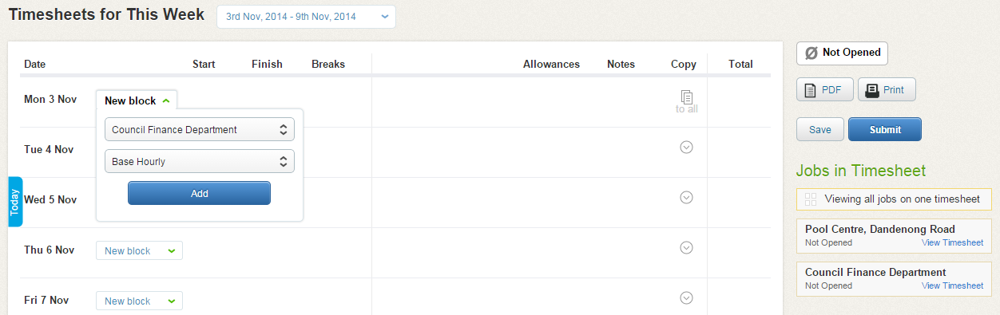 Timesheets for This Week
3rd Nov, 2014 - 9th Nov, 2014
Date Start Finish Breaks Allowances Notes Copy Total
Mon 3 Nov
New block
to all
Council Finance Department
Base Hourly
Add
Tue 4 Nov
Today
Wed 5 Nov
Thu 6 Nov
New block
Fri 7 Nov
New block
Not Opened
PDF
Print
Save
Submit
Jobs in Timesheet
Viewing all jobs on one timesheet
Pool Centre, Dandenong Road
Not Opened View Timesheet
Council Finance Department
Not Opened View Timesheet